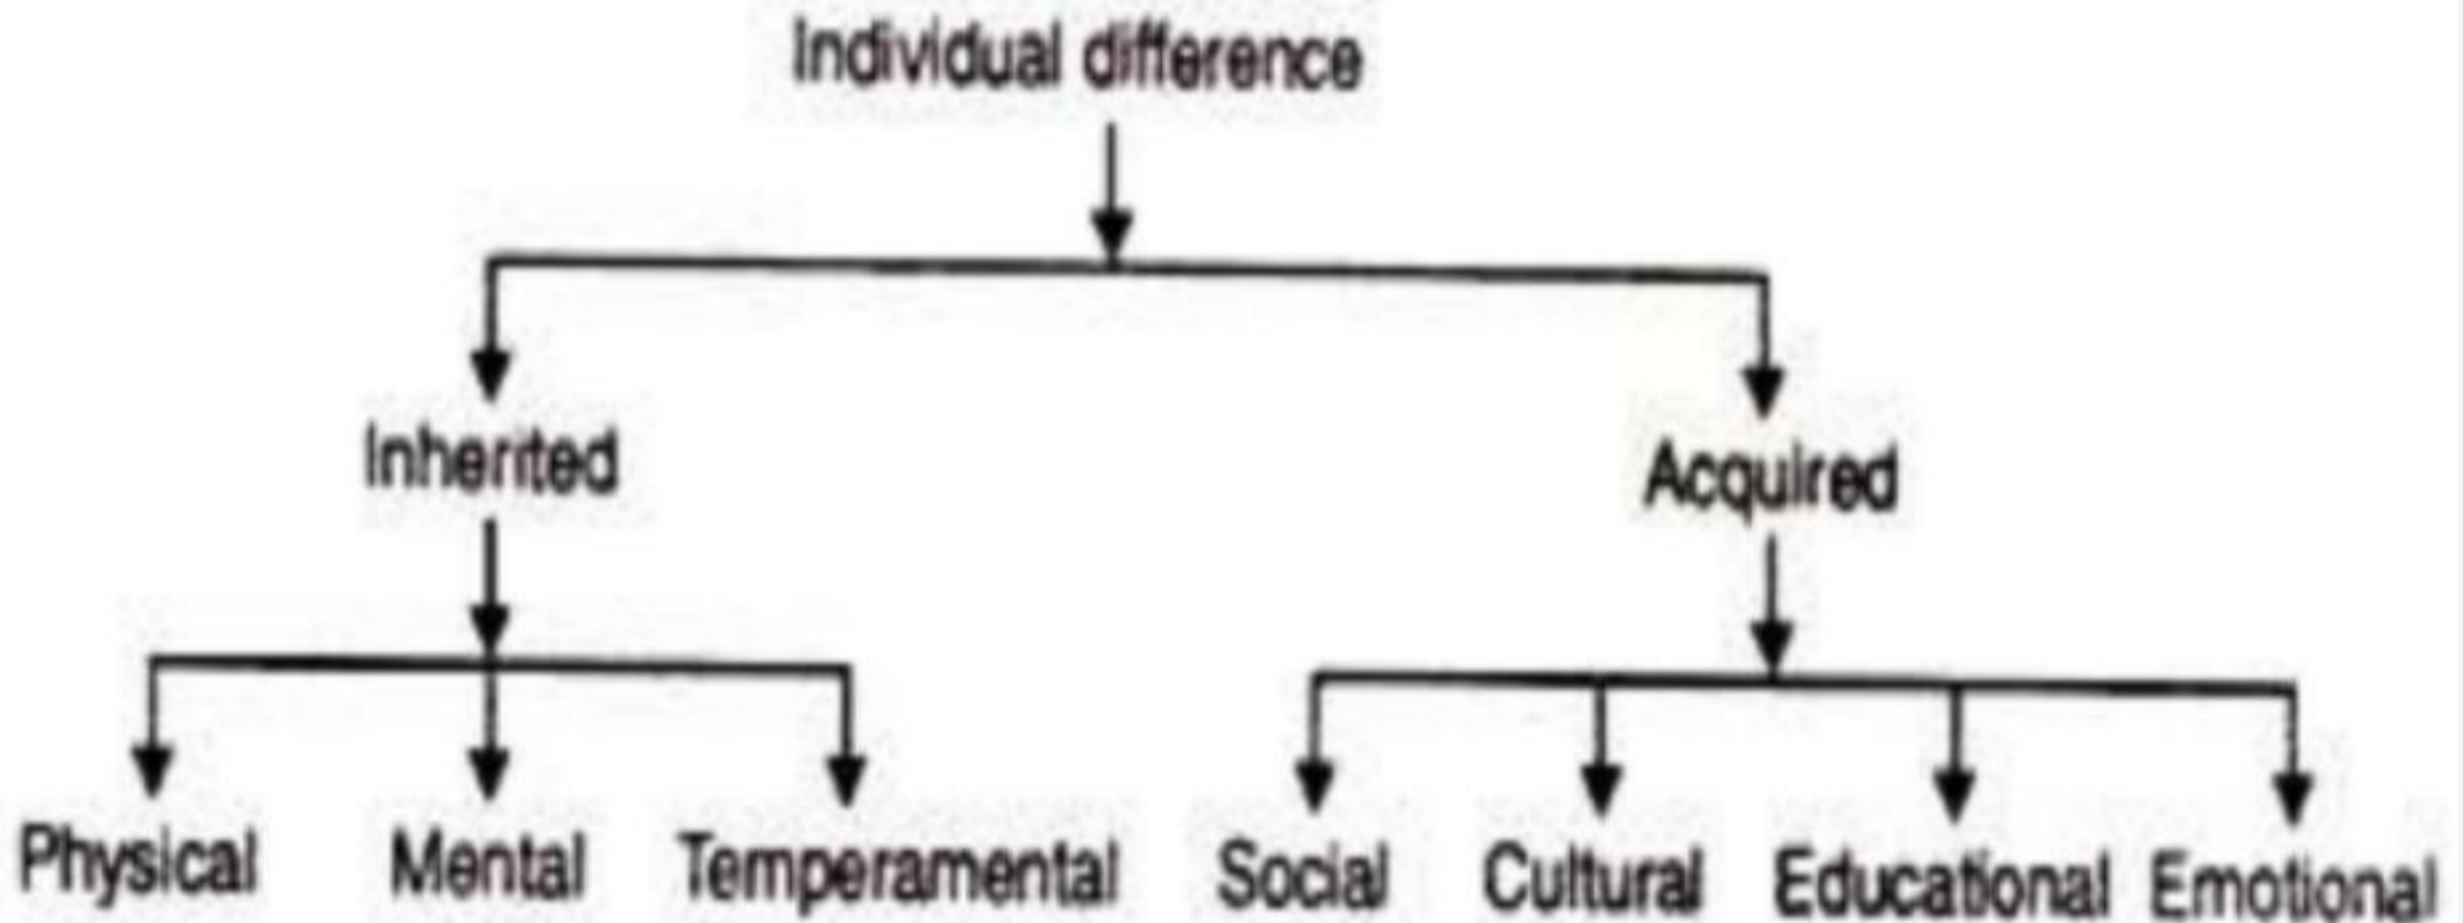 Individual difference
Inherited
Acquired
Physical Mental Temperamental Social Cultural Educational Emotional